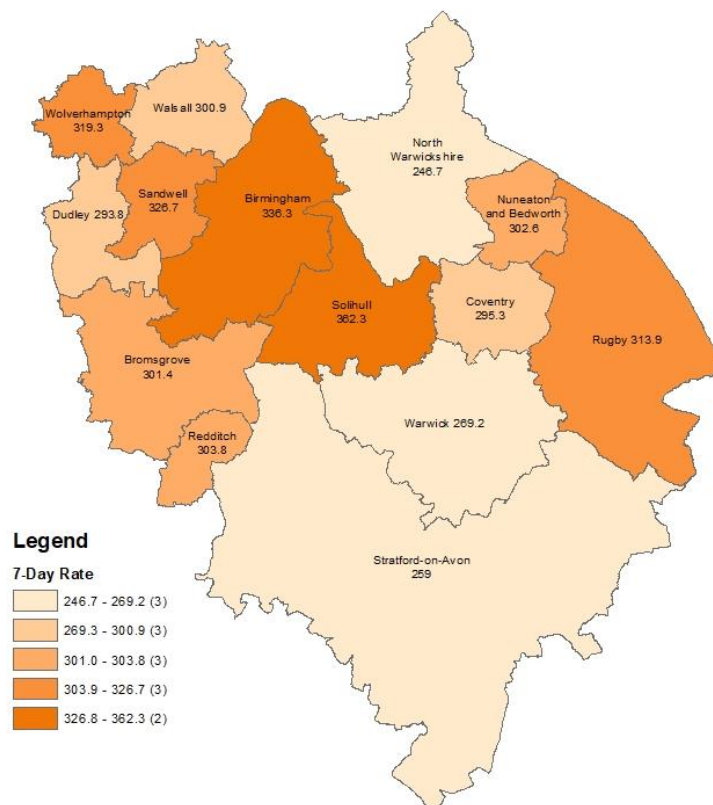 Wolverhampton
319.3
Walsall 300.9
North
Warwickshire
246.7
Dudley 293.8
Sandwell
326.7
Birmingham
336.3
Nuneaton
and Bedworth
302.6
Solihull
362.3
Coventry
295.3
Rugby 313.9
Bromsgrove
301.4
Redditch
303.8
Warwick 269.2
Stratford-on-Avon
259
Legend
7-Day Rate
246.7 - 269.2 (3)
269.3 - 300.9 (3)
301.0 - 303.8 (3)
303.9 - 326.7 (3)
326.8 - 362.3 (2)